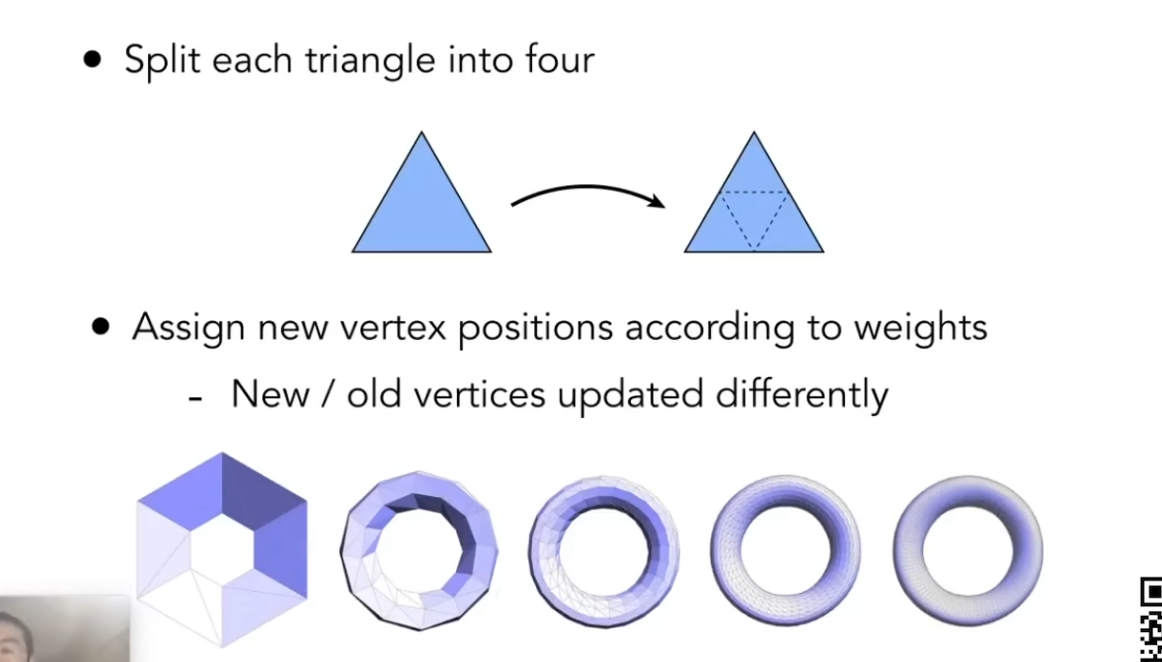 • Split each triangle into four
• Assign new vertex positions according to weights
- New / old vertices updated differently